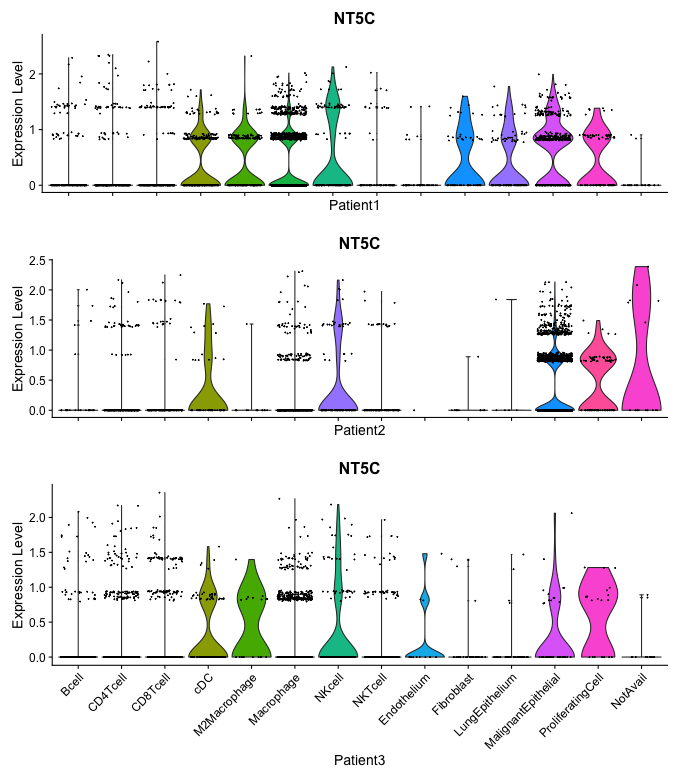 NT5C
Expression Level
2
1
0
Patient1
NT5C
Expression Level
2.5
2.0
1.5
1.0
0.5
0.0
Patient2
NT5C
Expression Level
2.0
1.5
1.0
0.5
0.0
Bcell
CD4Tcell
CD8Tcell
cDC
M2Macrophage
Macrophage
NKcell
NKTcell
Endothelium
Fibroblast
LungEpithelium
MalignantEpithelial
ProliferatingCell
NotAvail
Patient3